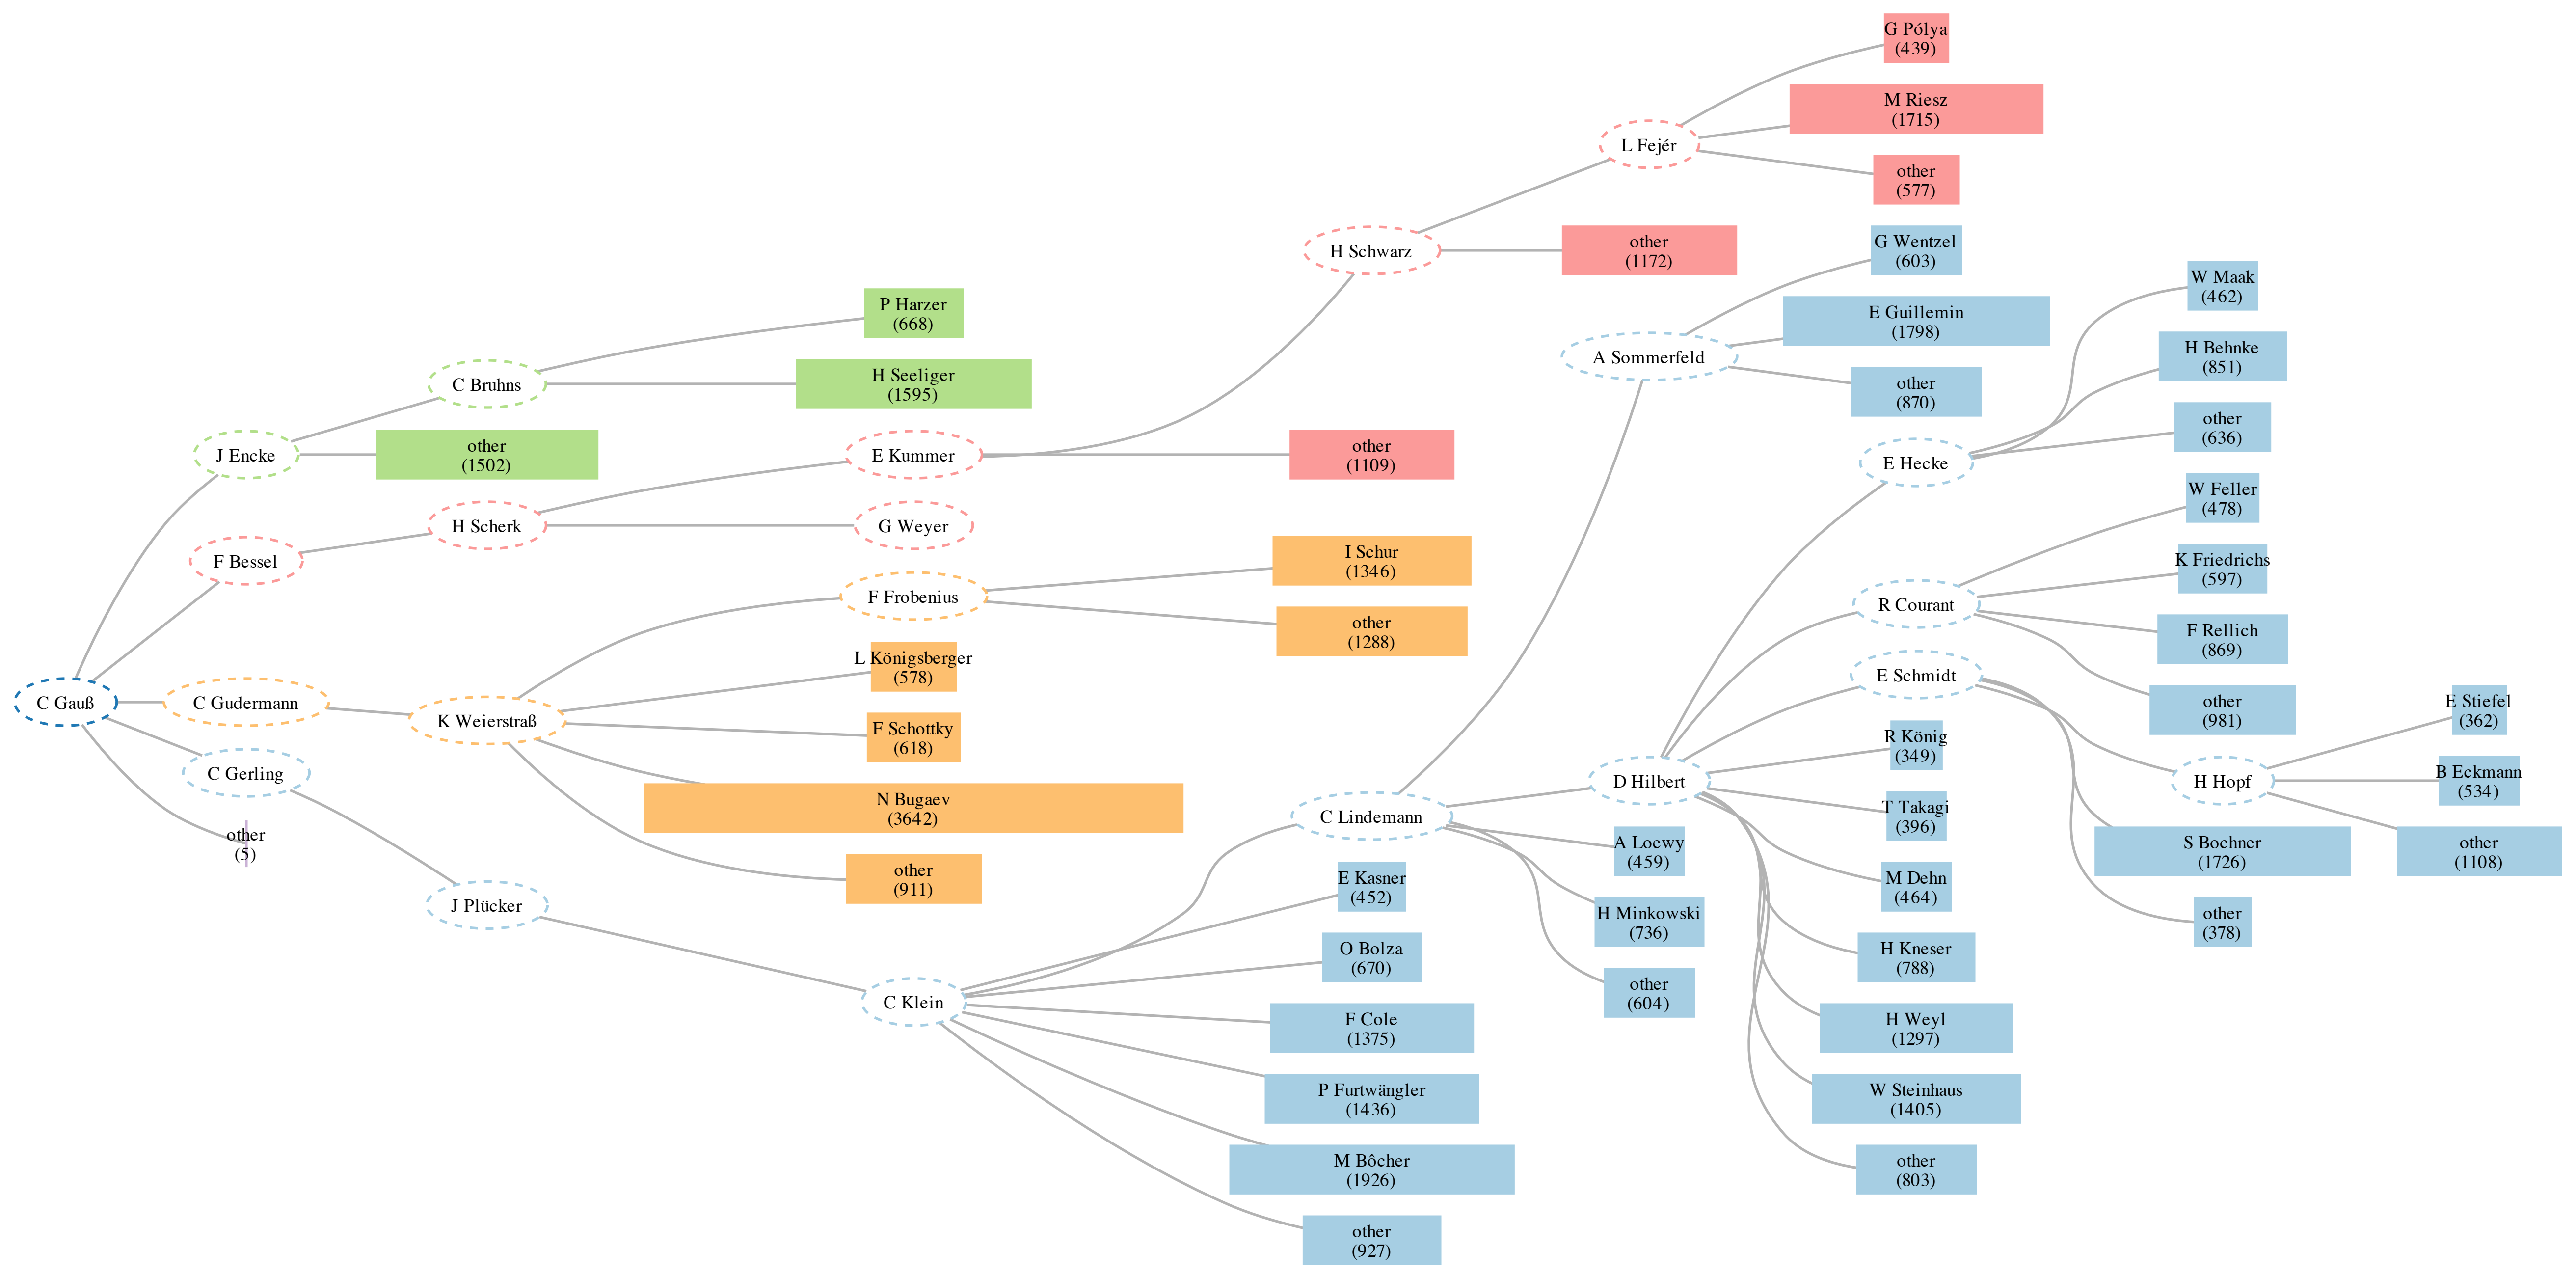 C Gauß
J Encke
F Bessel
C Gudermann
C Gerling
other
(5)
C Bruhns
other
(1502)
H Scherk
K Weierstraß
J Plücker
P Harzer
(668)
H Seeliger
(1595)
E Kummer
G Weyer
F Frobenius
L Königsberger
(578)
F Schottky
(618)
N Bugaev
(3642)
other
(911)
C Klein
H Schwarz
other
(1109)
I Schur
(1346)
other
(1288)
C Lindemann
E Kasner
(452)
O Bolza
(670)
F Cole
(1375)
P Furtwängler
(1436)
M Bôcher
(1926)
other
(927)
L Fejér
other
(1172)
A Sommerfeld
D Hilbert
A Loewy
(459)
H Minkowski
(736)
other
(604)
G Pólya
(439)
M Riesz
(1715)
other
(577)
G Wentzel
(603)
E Guillemin
(1798)
other
(870)
E Hecke
R Courant
E Schmidt
R König
(349)
T Takagi
(396)
M Dehn
(464)
H Kneser
(788)
H Weyl
(1297)
W Steinhaus
(1405)
other
(803)
W Maak
(462)
H Behnke
(851)
other
(636)
W Feller
(478)
K Friedrichs
(597)
F Rellich
(869)
other
(981)
H Hopf
S Bochner
(1726)
other
(378)
E Stiefel
(362)
B Eckmann
(534)
other
(1108)